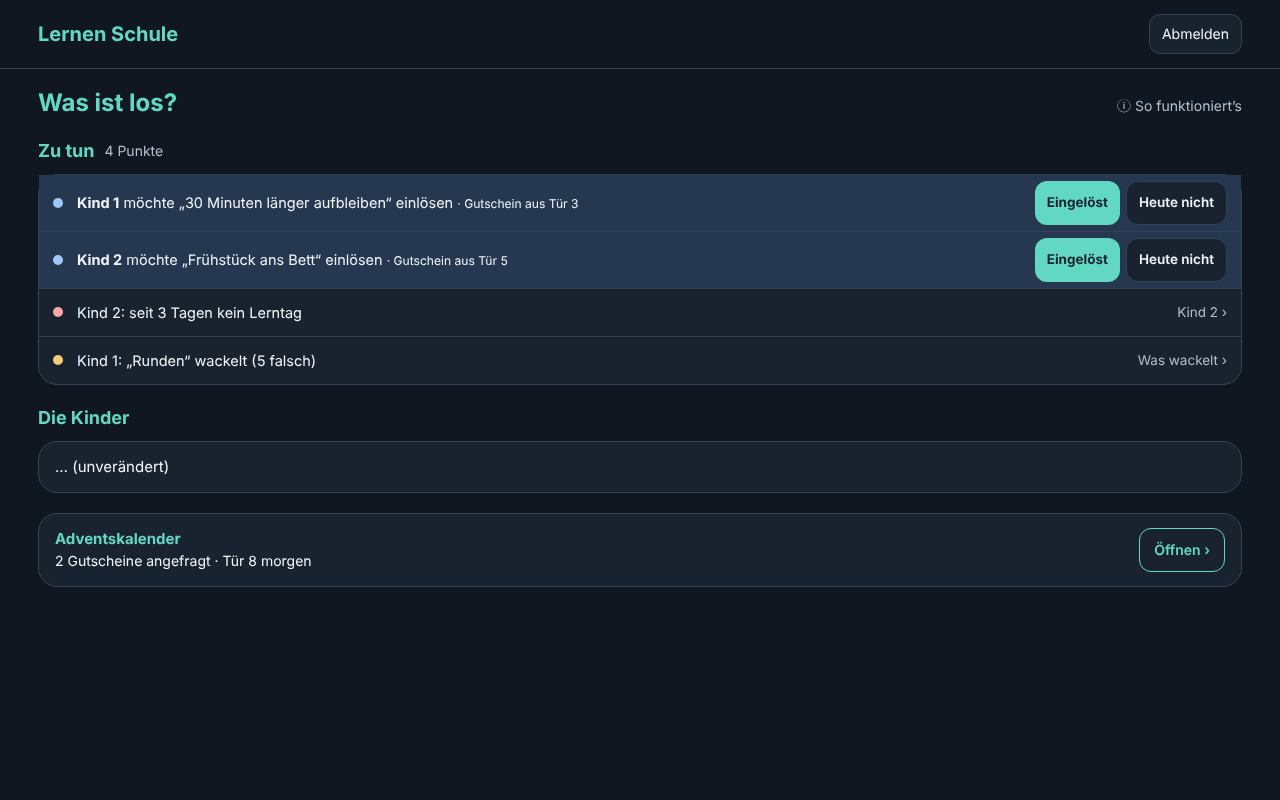 Lernen Schule
Abmelden
Was ist los?
ⓘ So funktioniert’s
Zu tun 4 Punkte
Kind 1 möchte „30 Minuten länger aufbleiben“ einlösen · Gutschein aus Tür 3
Eingelöst
Heute nicht
Kind 2 möchte „Frühstück ans Bett“ einlösen · Gutschein aus Tür 5
Eingelöst
Heute nicht
Kind 2: seit 3 Tagen kein Lerntag
Kind 2 ›
Kind 1: „Runden“ wackelt (5 falsch)
Was wackelt ›
Die Kinder
… (unverändert)
Adventskalender
2 Gutscheine angefragt · Tür 8 morgen
Öffnen ›